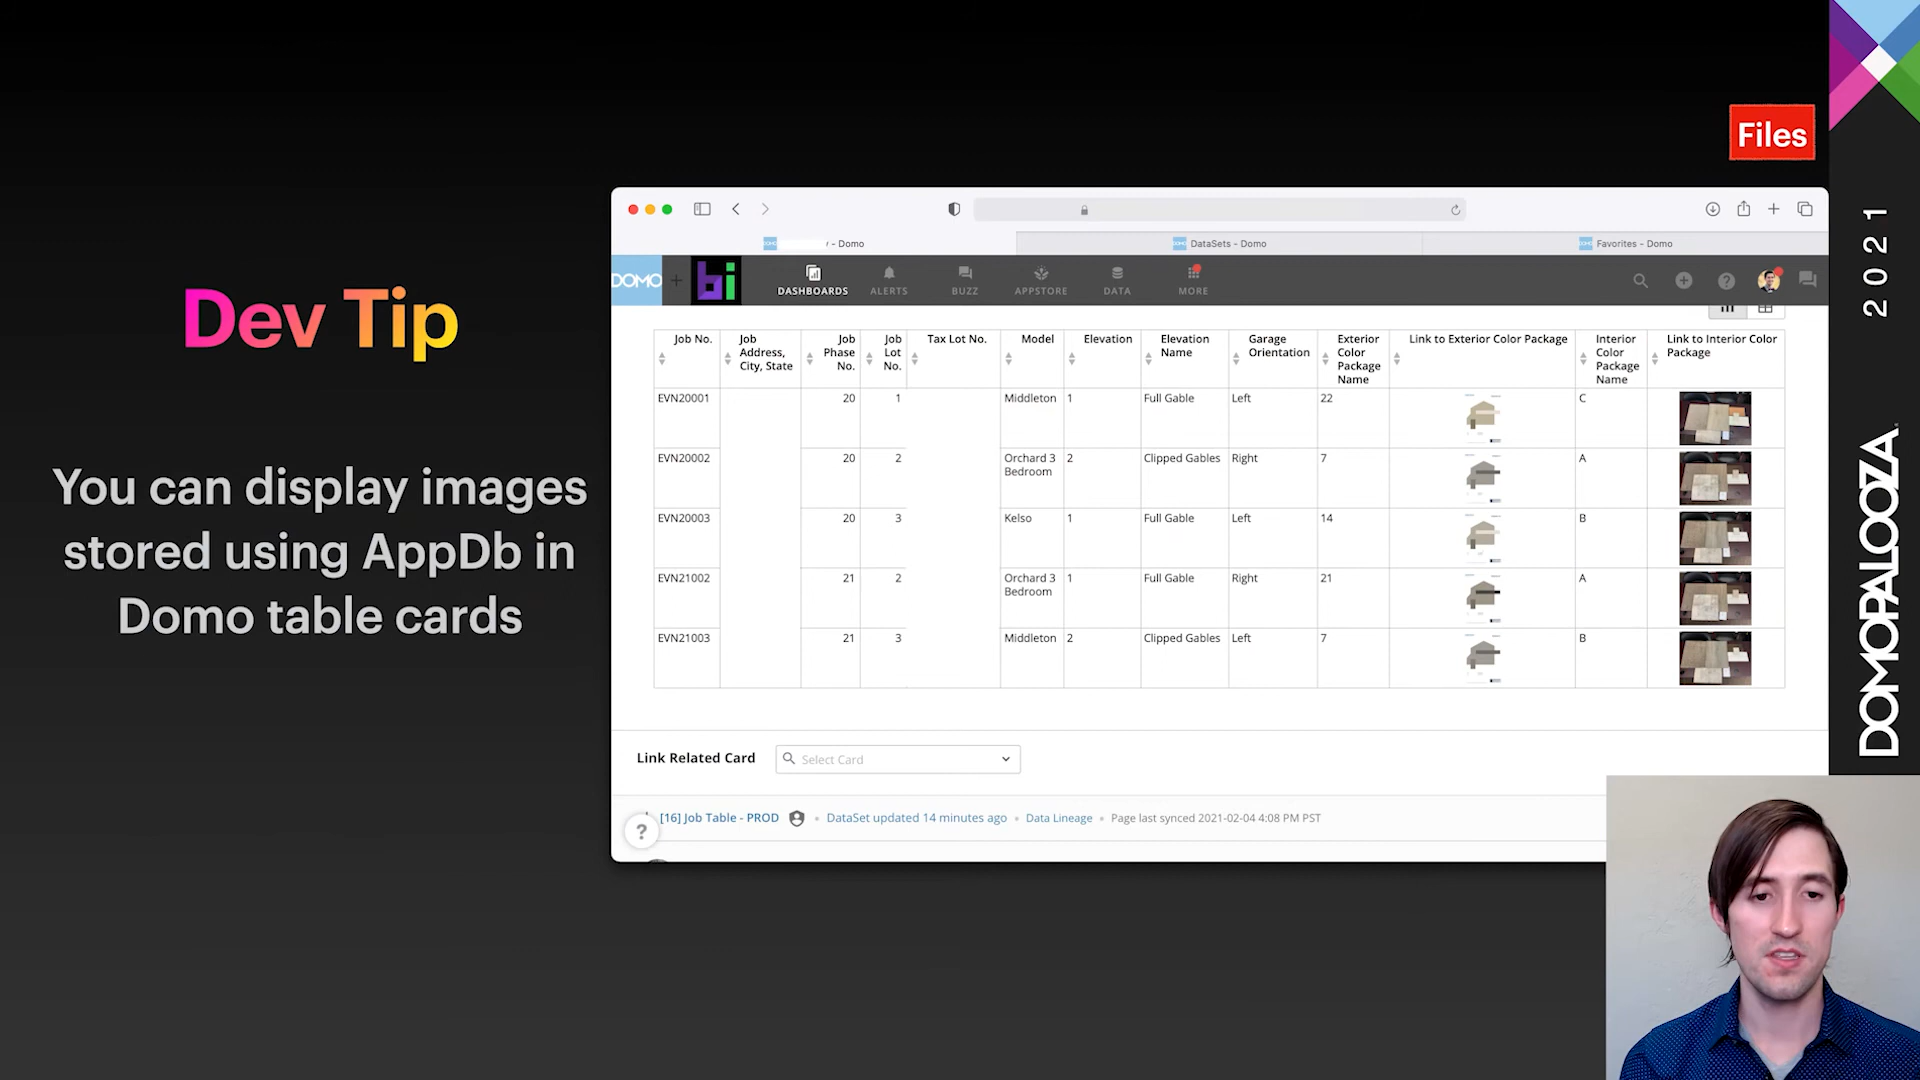 Files
Dev Tip
You can display images
stored using AppDb in
Domo table cards
- Domo
DataSets - Domo
Favorites - Domo
DOMO
bi
DASHBOARDS
ALERTS
BUZZ
APPSTORE
DATA
MORE
Job No.
Job
Address,
City, State
Job
Phase
No.
Job
Lot
No.
Tax Lot No.
Model
Elevation
Elevation
Name
Garage
Orientation
Exterior
Color
Package
Name
Link to Exterior Color Package
Interior
Color
Package
Name
Link to Interior Color
Package
EVN20001 20 1 Middleton 1 Full Gable Left 22 C
EVN20002 20 2 Orchard 3
Bedroom 2 Clipped Gables Right 7 A
EVN20003 20 3 Kelso 1 Full Gable Left 14 B
EVN21002 21 2 Orchard 3
Bedroom 1 Full Gable Right 21 A
EVN21003 21 3 Middleton 2 Clipped Gables Left 7 B
Link Related Card
Select Card
[16] Job Table - PROD • DataSet updated 14 minutes ago • Data Lineage • Page last synced 2021-02-04 4:08 PM PST
?
DOMOPALOOZA 2021